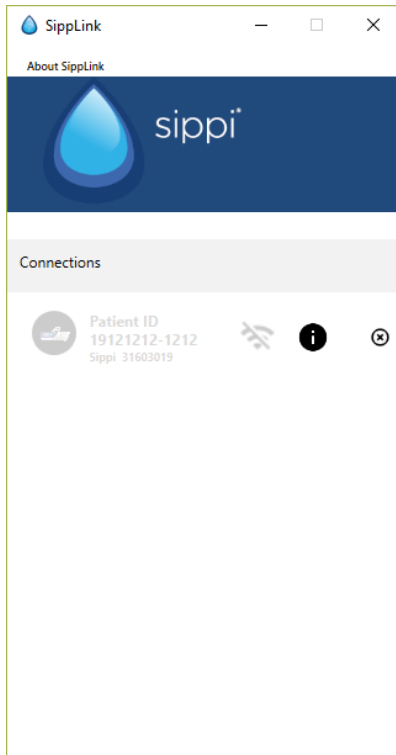 SippLink
About SippLink
sippi*
Connections
Patient ID
19121212-1212
Sippi 31603019